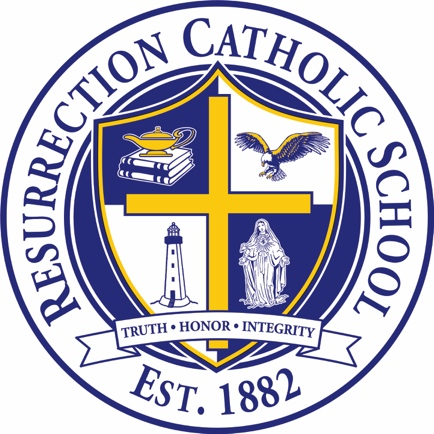 RESURRECTION CATHOLIC SCHOOL
TRUTH • HONOR • INTEGRITY
EST. 1882